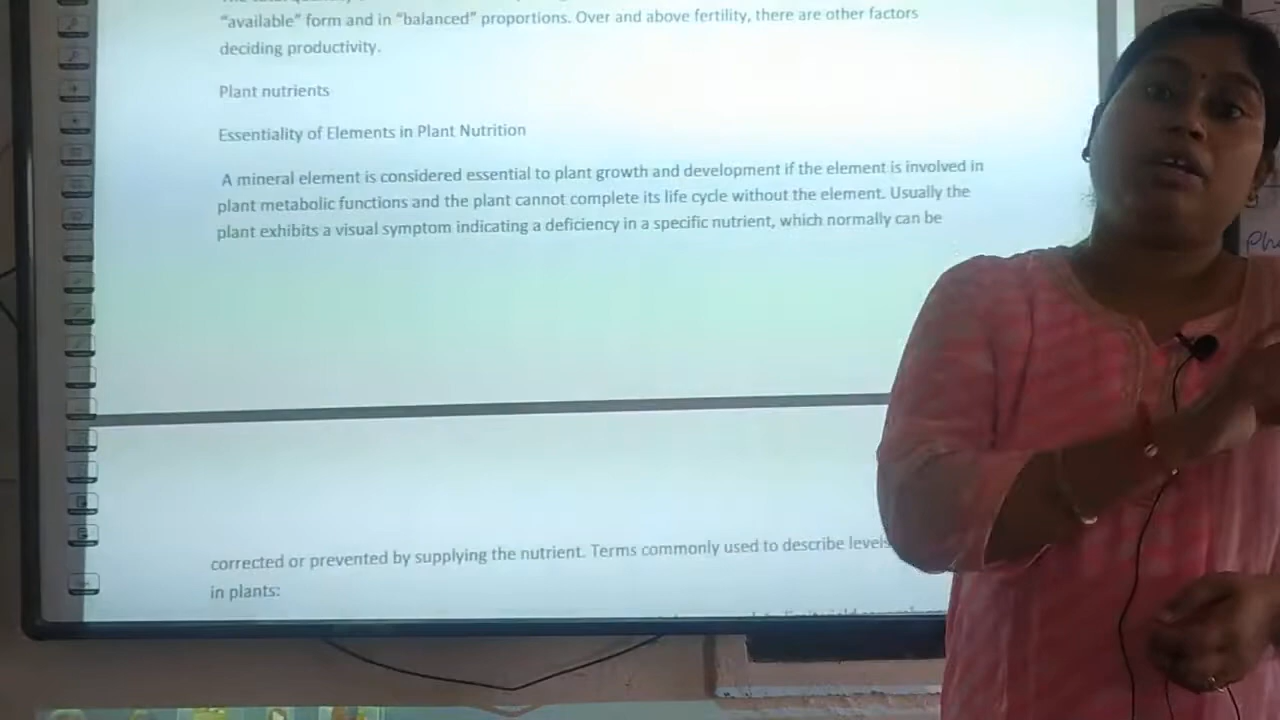 "available" form and in "balanced" proportions. Over and above fertility, there are other factors
deciding productivity.
Plant nutrients
Essentiality of Elements in Plant Nutrition
A mineral element is considered essential to plant growth and development if the element is involved in
plant metabolic functions and the plant cannot complete its life cycle without the element. Usually the
plant exhibits a visual symptom indicating a deficiency in a specific nutrient, which normally can be
corrected or prevented by supplying the nutrient. Terms commonly used to describe levels
in plants: